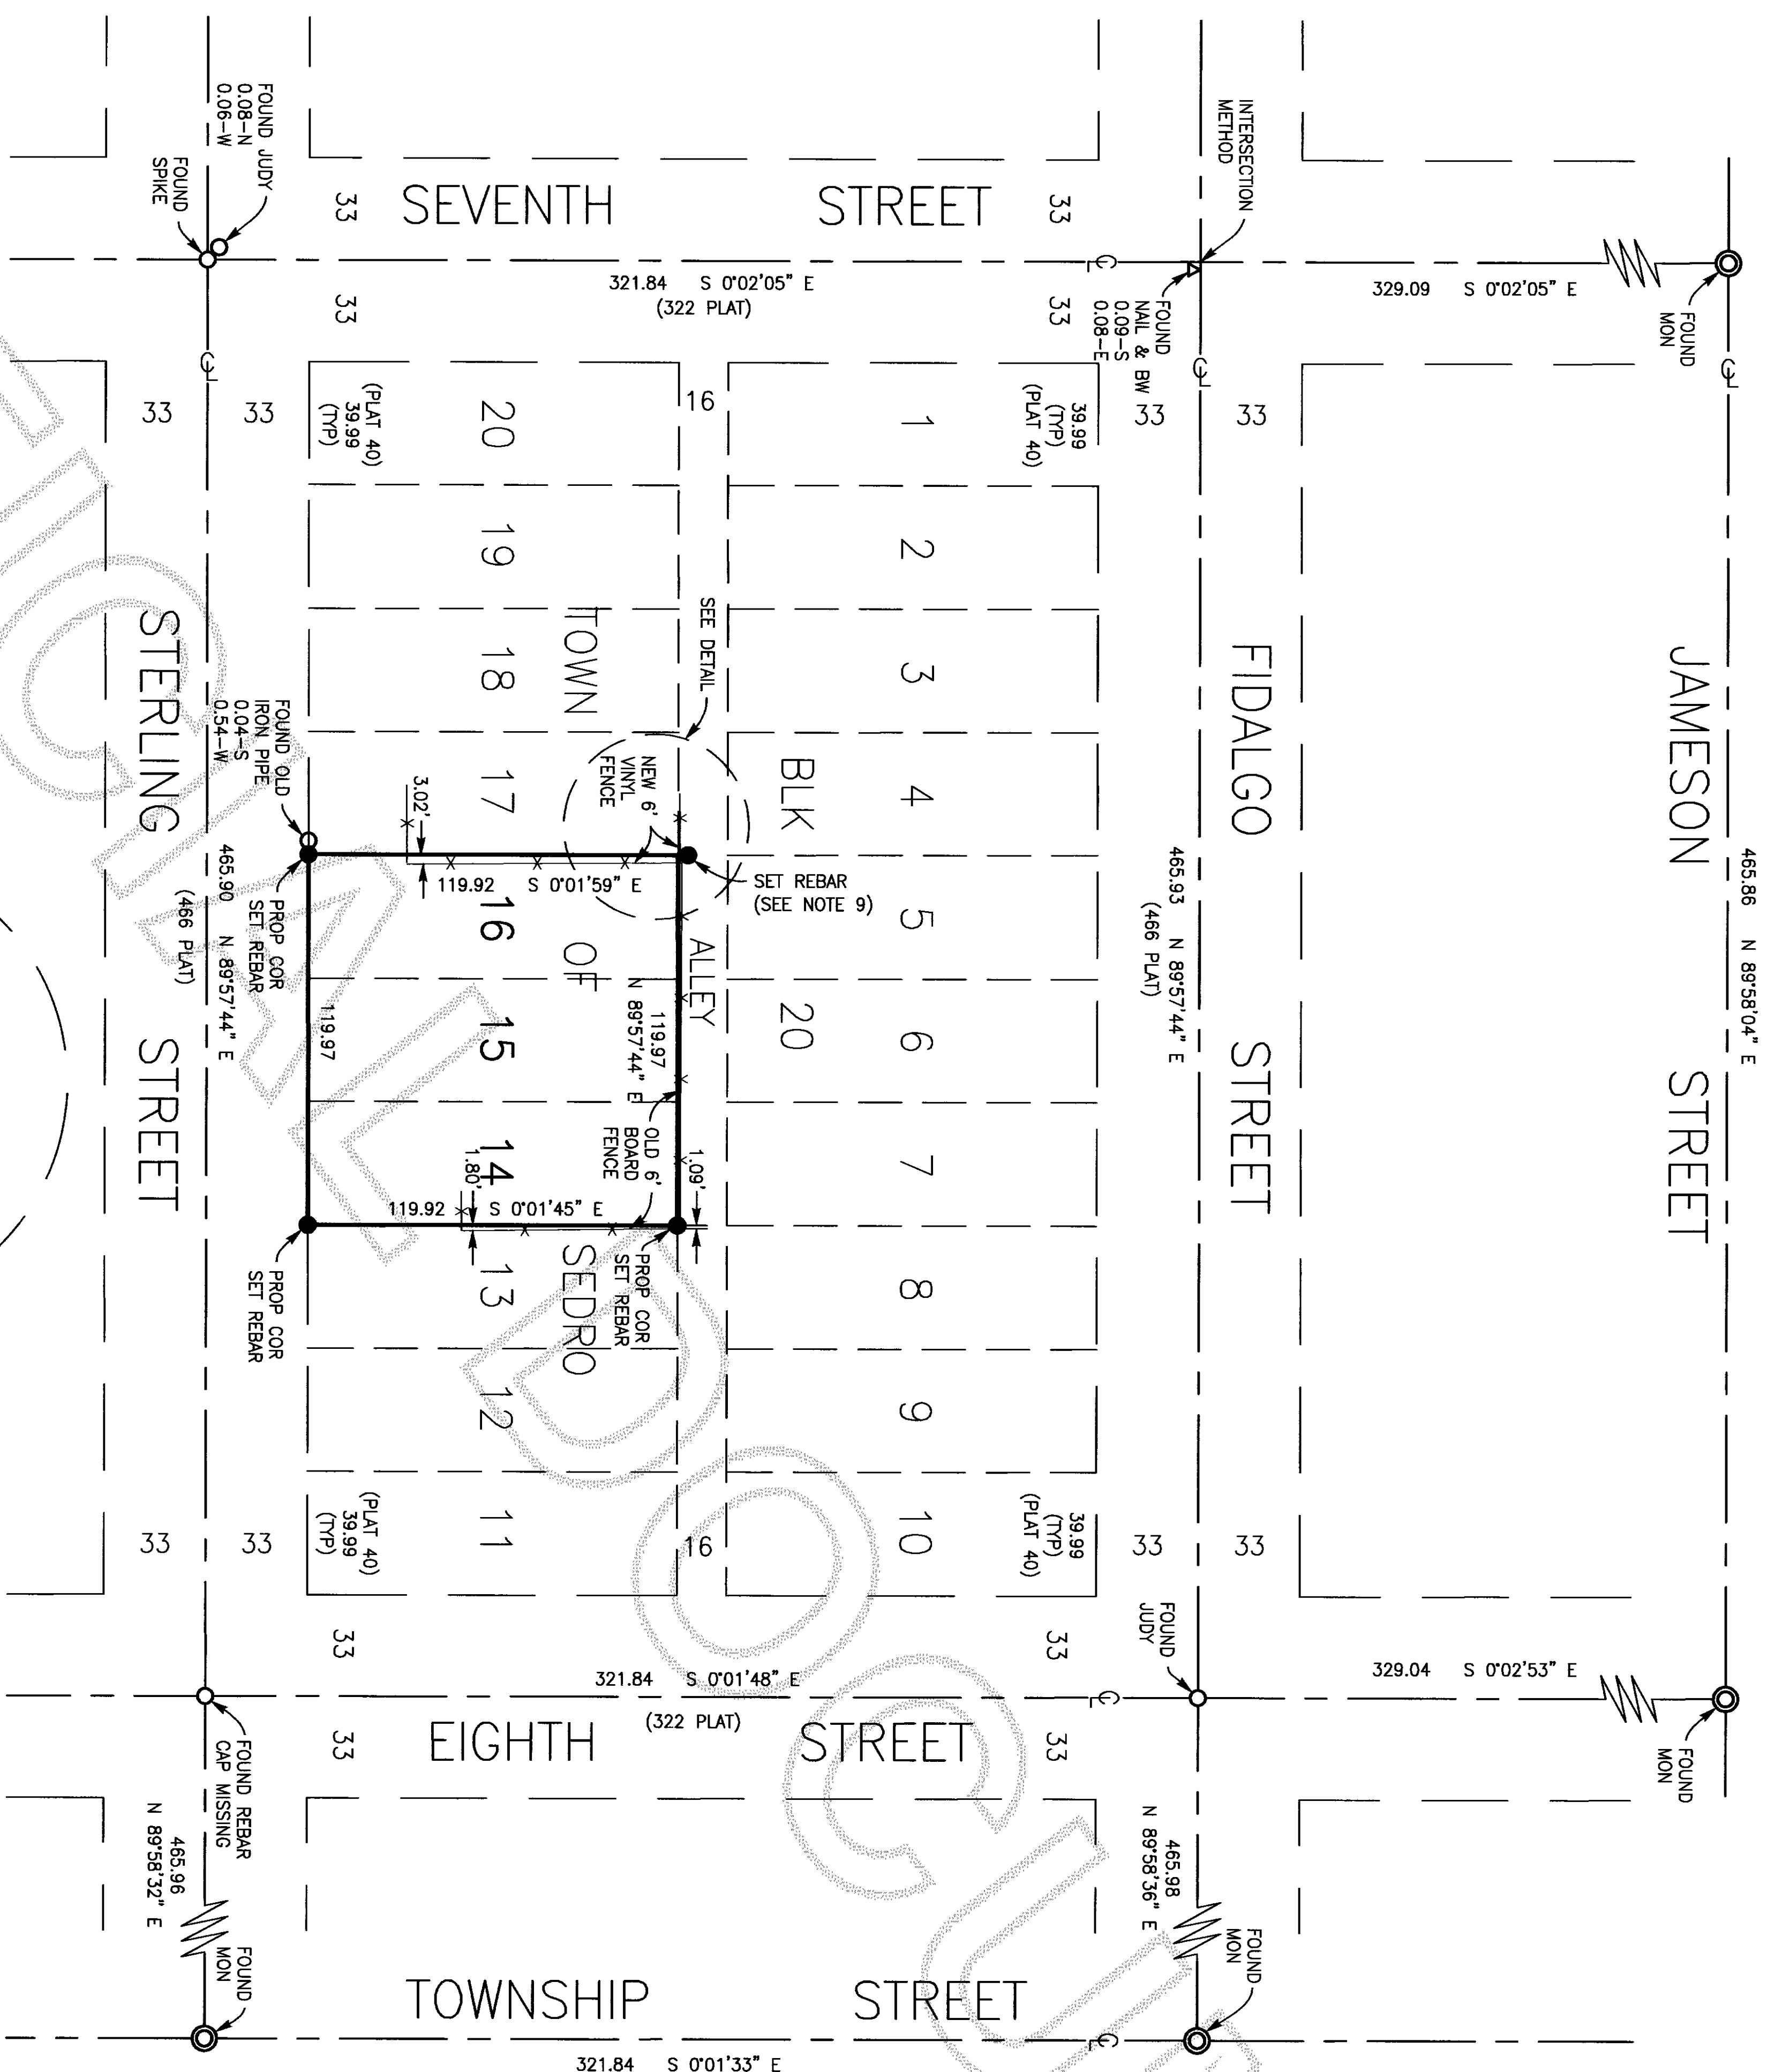 INTERSECTION
METHOD
FOUND JUDY
0.08-N
0.06-W
FOUND
SPIKE
33
SEVENTH STREET
33
321.84 S 0°02'05" E
(322 PLAT)
33
33
FOUND
NAIL & BW
0.09-S
0.08-E
329.09 S 0°02'05" E
FOUND
MON
33
33
(PLAT 40)
39.99
(TYP)
20
16
1
39.99
(TYP)
(PLAT 40)
33
33
19
2
18
3
17
4
16
5
15
6
14
7
13
8
12
9
11
10
TOWN OF SEDRO
BLK 20
SEE DETAIL
NEW 6'
VINYL
FENCE
FOUND OLD
IRON PIPE
0.04-S
0.54-W
3.02'
119.92 S 0°01'59" E
SET REBAR
(SEE NOTE 9)
ALLEY
119.97
N 89°57'44" E
119.97
PROP COR
SET REBAR
STERLING STREET
465.90 N 89°57'44" E
(466 PLAT)
FIDALGO STREET
465.93 N 89°57'44" E
(466 PLAT)
JAMESON STREET
465.86 N 89°58'04" E
OLD 6'
BOARD
FENCE
1.09'
1.80'
119.92 S 0°01'45" E
PROP COR
SET REBAR
PROP COR
SET REBAR
33
33
(PLAT 40)
39.99
(TYP)
16
39.99
(TYP)
(PLAT 40)
33
33
33
33
FOUND
JUDY
321.84 S 0°01'48" E
(322 PLAT)
329.04 S 0°02'53" E
33
EIGHTH STREET
33
FOUND
MON
FOUND REBAR
CAP MISSING
465.96
N 89°58'32" E
FOUND
MON
465.98
N 89°58'36" E
FOUND
MON
TOWNSHIP STREET
321.84 S 0°01'33" E